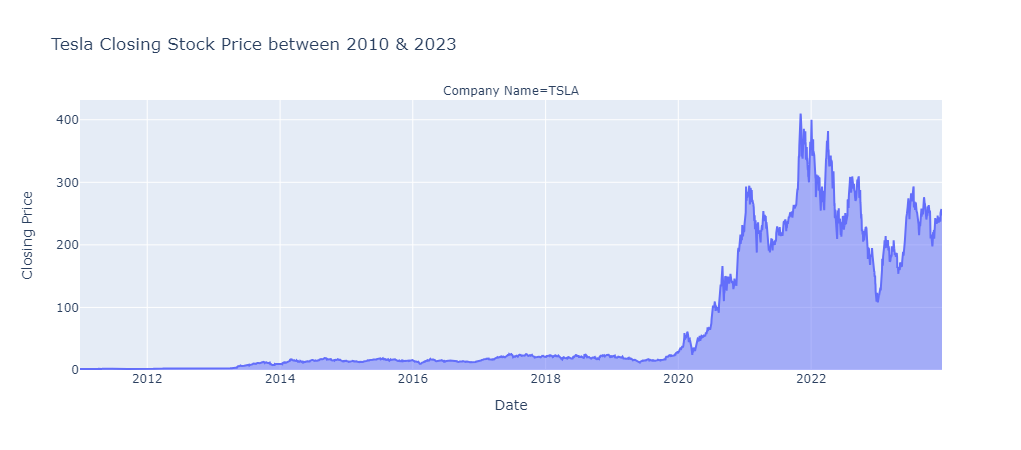 Tesla Closing Stock Price between 2010 & 2023
Company Name=TSLA
400
300
200
100
0
Closing Price
2012 2014 2016 2018 2020 2022
Date